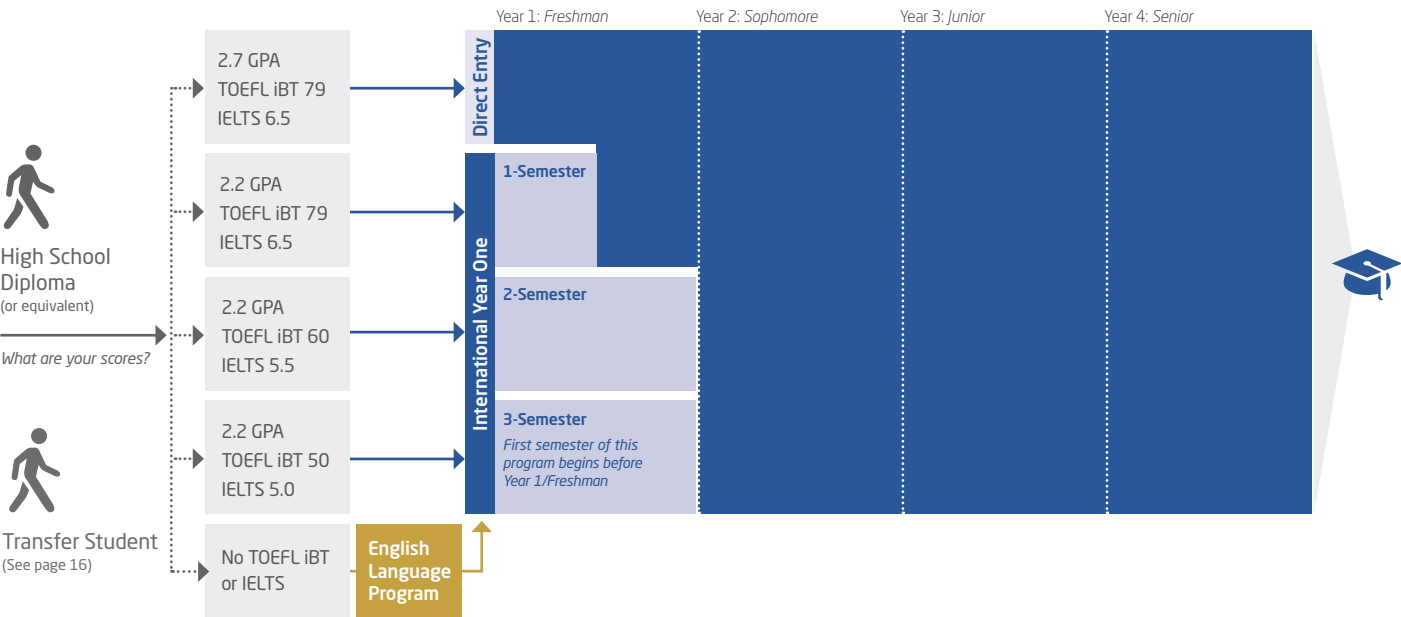 Year 1: Freshman
Year 2: Sophomore
Year 3: Junior
Year 4: Senior
2.7 GPA
TOEFL iBT 79
IELTS 6.5
Direct Entry
2.2 GPA
TOEFL iBT 79
IELTS 6.5
International Year One
1-Semester
High School
Diploma
(or equivalent)
What are your scores?
2.2 GPA
TOEFL iBT 60
IELTS 5.5
2-Semester
2.2 GPA
TOEFL iBT 50
IELTS 5.0
3-Semester
First semester of this
program begins before
Year 1/Freshman
Transfer Student
(See page 16)
No TOEFL iBT
or IELTS
English
Language
Program